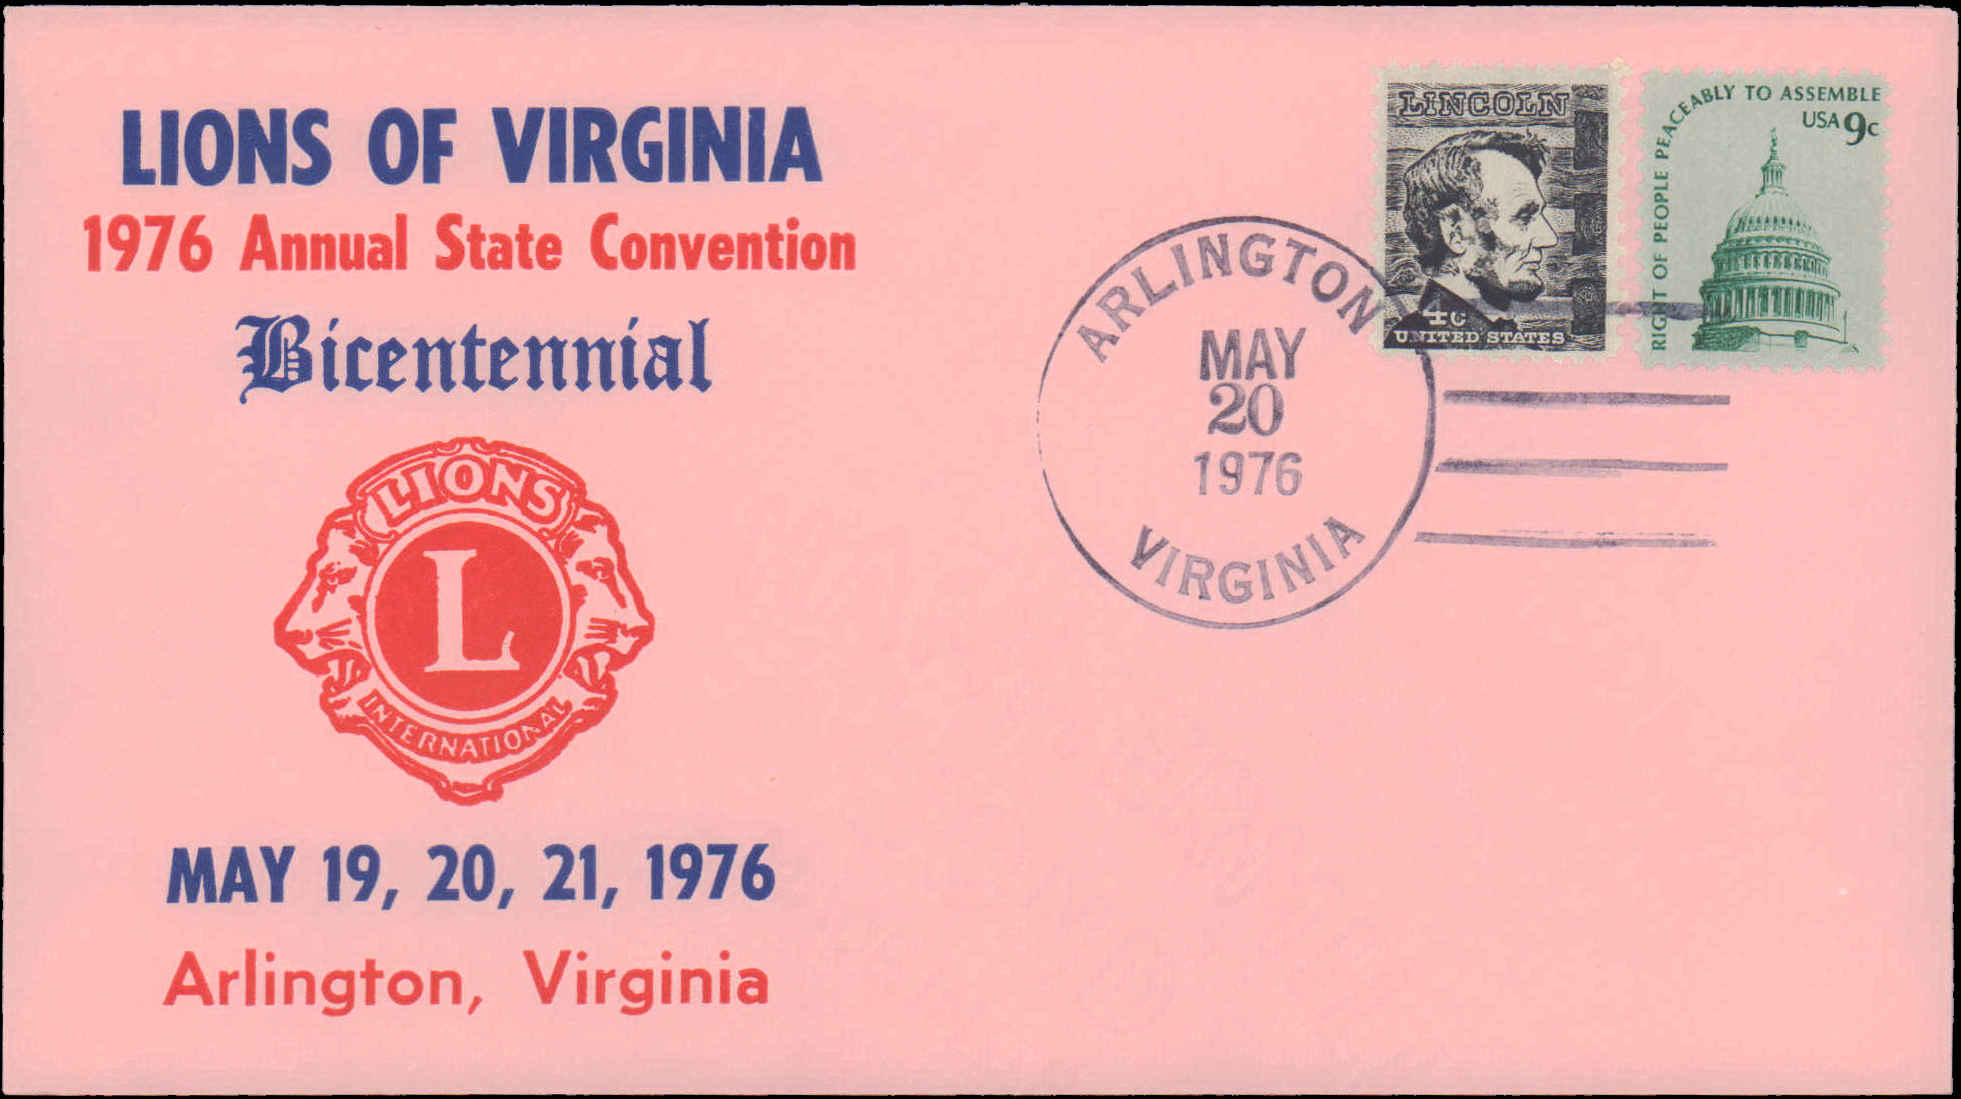 LIONS OF VIRGINIA
1976 Annual State Convention
Bicentennial
LIONS
L
INTERNATIONAL
MAY 19, 20, 21, 1976
Arlington, Virginia
ARLINGTON
MAY
20
1976
VIRGINIA
LINCOLN
4c
UNITED STATES
RIGHT OF PEOPLE PEACEABLY TO ASSEMBLE
USA 9c